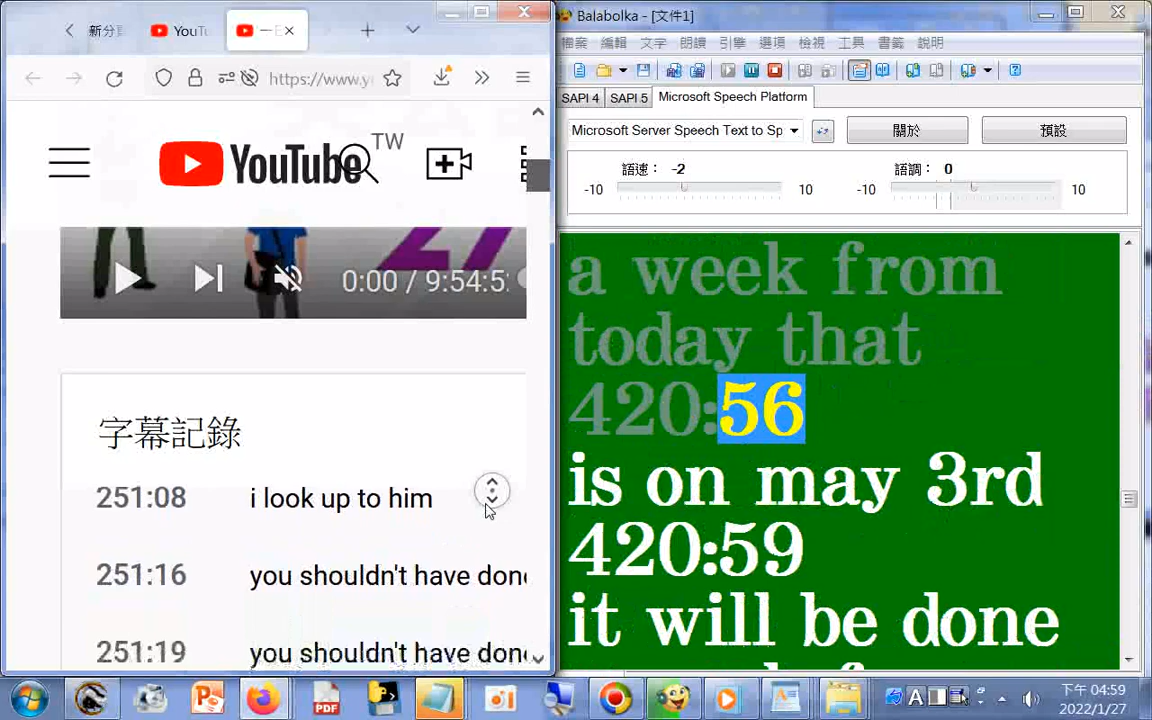 新分
YouTu
一E
https://www.y
YouTube
TW
27
0:00 / 9:54:5
字幕記錄
251:08 i look up to him
251:16 you shouldn't have done
251:19 you shouldn't have done
Balabolka - [文件1]
檔案 編輯 文字 朗讀 引擎 選項 檢視 工具 書籤 說明
SAPI 4 SAPI 5 Microsoft Speech Platform
Microsoft Server Speech Text to Sp 關於 預設
語速: -2 語調: 0
-10 10 -10 10
a week from
today that
420:56
is on may 3rd
420:59
it will be done
PDF
A
下午 04:59
2022/1/27